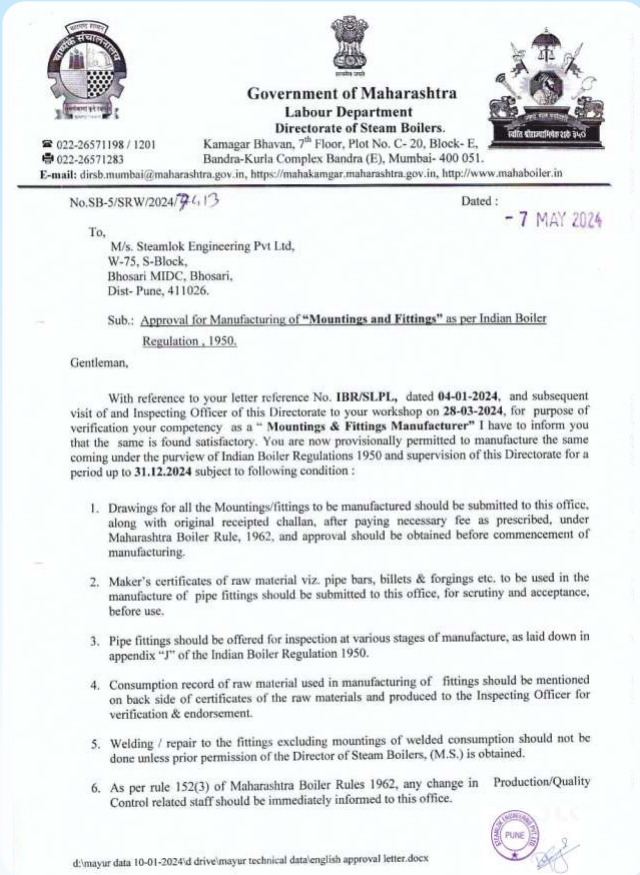 वाष्पके संचालनालय
सत्यमेव जयते
Government of Maharashtra
Labour Department
Directorate of Steam Boilers.
022-26571198 / 1201
022-26571283
Kamagar Bhavan, 7th Floor, Plot No. C- 20, Block- E,
Bandra-Kurla Complex Bandra (E), Mumbai- 400 051.
E-mail: dirsb.mumbai@maharashtra.gov.in, https://mahakamgar.maharashtra.gov.in, http://www.mahaboiler.in
No.SB-5/SRW/2024/
Dated :
- 7 MAY 2024
To,
M/s. Steamlok Engineering Pvt Ltd,
W-75, S-Block,
Bhosari MIDC, Bhosari,
Dist- Pune, 411026.
Sub.: Approval for Manufacturing of "Mountings and Fittings" as per Indian Boiler
Regulation , 1950.
Gentleman,
With reference to your letter reference No. IBR/SLPL, dated 04-01-2024, and subsequent
visit of and Inspecting Officer of this Directorate to your workshop on 28-03-2024, for purpose of
verification your competency as a " Mountings & Fittings Manufacturer" I have to inform you
that the same is found satisfactory. You are now provisionally permitted to manufacture the same
coming under the purview of Indian Boiler Regulations 1950 and supervision of this Directorate for a
period up to 31.12.2024 subject to following condition :
1. Drawings for all the Mountings/fittings to be manufactured should be submitted to this office,
along with original receipted challan, after paying necessary fee as prescribed, under
Maharashtra Boiler Rule, 1962, and approval should be obtained before commencement of
manufacturing.
2. Maker's certificates of raw material viz. pipe bars, billets & forgings etc. to be used in the
manufacture of pipe fittings should be submitted to this office, for scrutiny and acceptance,
before use.
3. Pipe fittings should be offered for inspection at various stages of manufacture, as laid down in
appendix "J" of the Indian Boiler Regulation 1950.
4. Consumption record of raw material used in manufacturing of fittings should be mentioned
on back side of certificates of the raw materials and produced to the Inspecting Officer for
verification & endorsement.
5. Welding / repair to the fittings excluding mountings of welded consumption should not be
done unless prior permission of the Director of Steam Boilers, (M.S.) is obtained.
6. As per rule 152(3) of Maharashtra Boiler Rules 1962, any change in Production/Quality
Control related staff should be immediately informed to this office.
STEAMLOK ENGINEERING PVT LTD
PUNE
d:\mayur data 10-01-2024\d drive\mayur technical data\english approval letter.docx